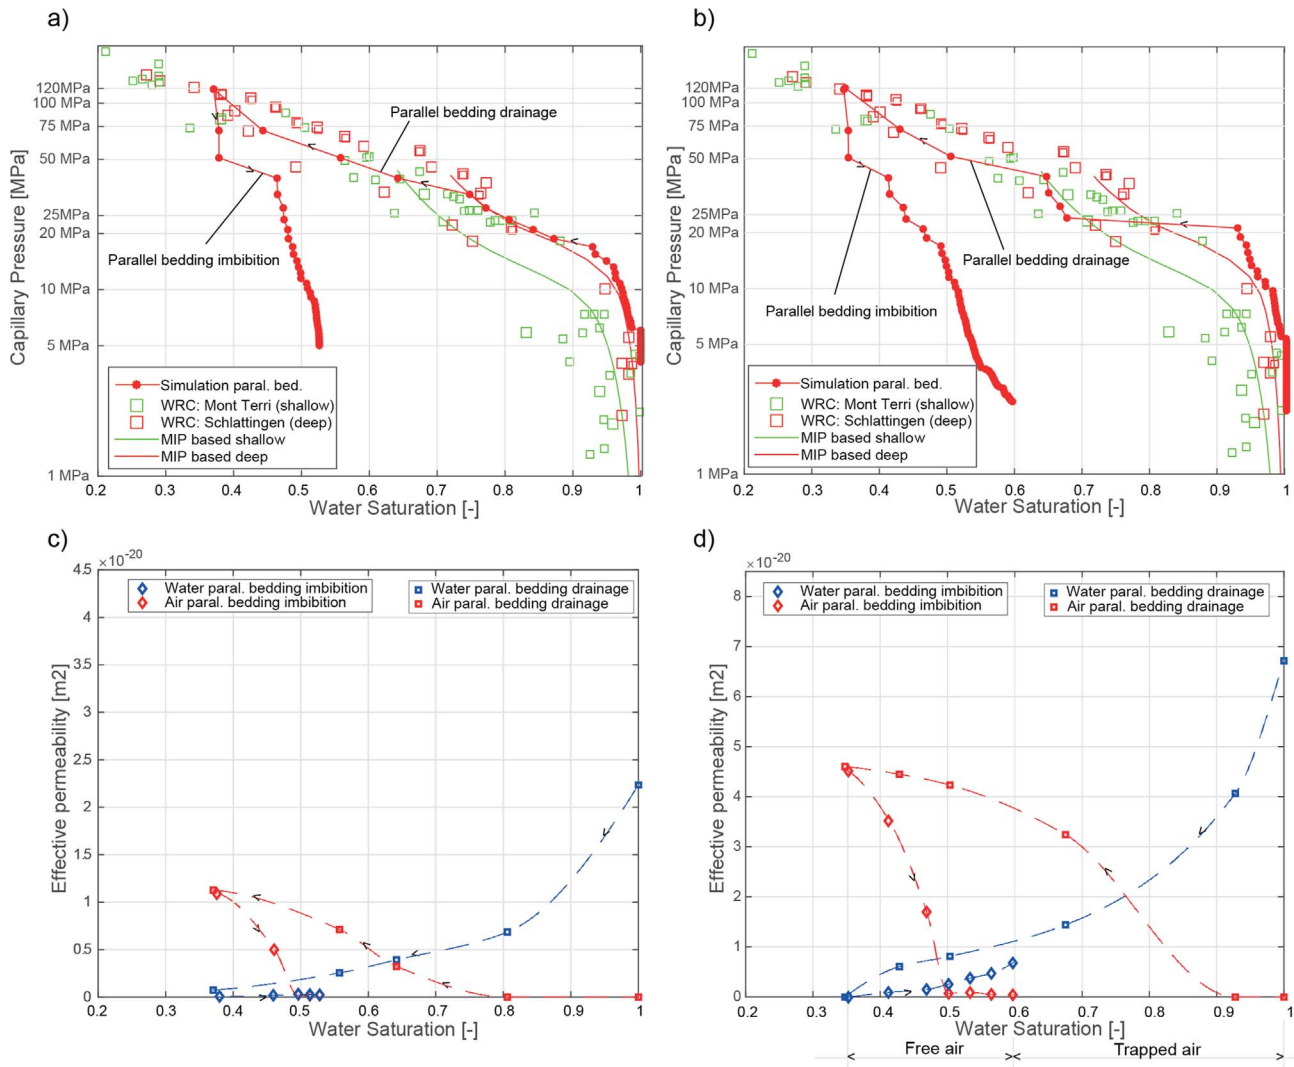 a)
Capillary Pressure [MPa]
120MPa
100 MPa
75 MPa
50 MPa
25MPa
20 MPa
10 MPa
5 MPa
1 MPa
Parallel bedding drainage
Parallel bedding imbibition
Simulation paral. bed.
WRC: Mont Terri (shallow)
WRC: Schlattingen (deep)
MIP based shallow
MIP based deep
0.2 0.3 0.4 0.5 0.6 0.7 0.8 0.9 1
Water Saturation [-]
b)
Capillary Pressure [MPa]
120MPa
100 MPa
75 MPa
50 MPa
25MPa
20 MPa
10 MPa
5 MPa
1 MPa
Parallel bedding drainage
Parallel bedding imbibition
Simulation paral. bed.
WRC: Mont Terri (shallow)
WRC: Schlattingen (deep)
MIP based shallow
MIP based deep
0.2 0.3 0.4 0.5 0.6 0.7 0.8 0.9 1
Water Saturation [-]
c)
×10^-20
Effective permeability [m2]
4.5
4
3.5
3
2.5
2
1.5
1
0.5
0
Water paral. bedding imbibition
Air paral. bedding imbibition
Water paral. bedding drainage
Air paral. bedding drainage
0.2 0.3 0.4 0.5 0.6 0.7 0.8 0.9 1
Water Saturation [-]
d)
×10^-20
Effective permeability [m2]
8
7
6
5
4
3
2
1
0
Water paral. bedding imbibition
Air paral. bedding imbibition
Water paral. bedding drainage
Air paral. bedding drainage
0.2 0.3 0.4 0.5 0.6 0.7 0.8 0.9 1
Water Saturation [-]
Free air
Trapped air